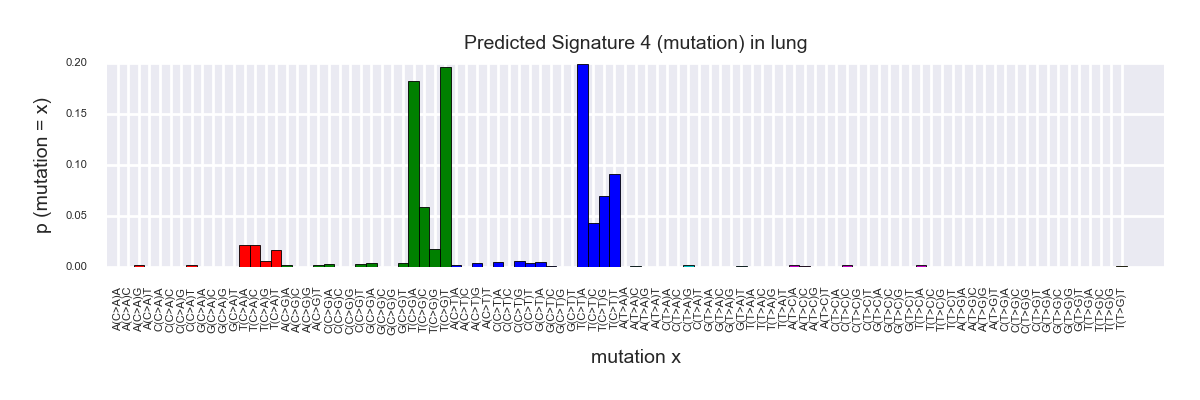 Predicted Signature 4 (mutation) in lung
p (mutation = x)
0.20
0.15
0.10
0.05
0.00
A(C>A)A A(C>A)C A(C>A)G A(C>A)T C(C>A)A C(C>A)C C(C>A)G C(C>A)T G(C>A)A G(C>A)C G(C>A)G G(C>A)T T(C>A)A T(C>A)C T(C>A)G T(C>A)T A(C>G)A A(C>G)C A(C>G)G A(C>G)T C(C>G)A C(C>G)C C(C>G)G C(C>G)T G(C>G)A G(C>G)C G(C>G)G G(C>G)T T(C>G)A T(C>G)C T(C>G)G T(C>G)T A(C>T)A A(C>T)C A(C>T)G A(C>T)T C(C>T)A C(C>T)C C(C>T)G C(C>T)T G(C>T)A G(C>T)C G(C>T)G G(C>T)T T(C>T)A T(C>T)C T(C>T)G T(C>T)T A(T>A)A A(T>A)C A(T>A)G A(T>A)T C(T>A)A C(T>A)C C(T>A)G C(T>A)T G(T>A)A G(T>A)C G(T>A)G G(T>A)T T(T>A)A T(T>A)C T(T>A)G T(T>A)T A(T>C)A A(T>C)C A(T>C)G A(T>C)T C(T>C)A C(T>C)C C(T>C)G C(T>C)T G(T>C)A G(T>C)C G(T>C)G G(T>C)T T(T>C)A T(T>C)C T(T>C)G T(T>C)T A(T>G)A A(T>G)C A(T>G)G A(T>G)T C(T>G)A C(T>G)C C(T>G)G C(T>G)T G(T>G)A G(T>G)C G(T>G)G G(T>G)T T(T>G)A T(T>G)C T(T>G)G T(T>G)T
mutation x